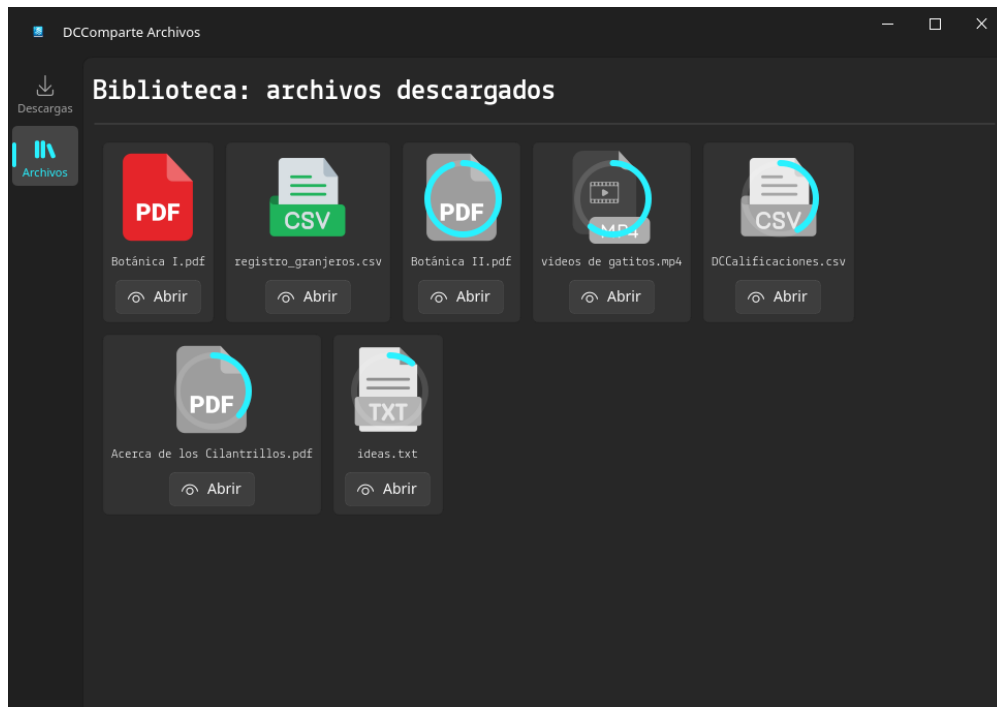 DCComparte Archivos
Descargas
Archivos
Biblioteca: archivos descargados
PDF
Botánica I.pdf
Abrir
CSV
registro_granjeros.csv
Abrir
PDF
Botánica II.pdf
Abrir
MP4
videos de gatitos.mp4
Abrir
CSV
DCCalificaciones.csv
Abrir
PDF
Acerca de los Cilantrillos.pdf
Abrir
TXT
ideas.txt
Abrir